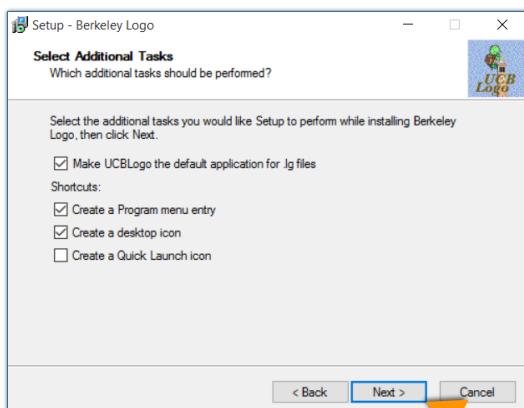 Setup - Berkeley Logo
Select Additional Tasks
Which additional tasks should be performed?
UCB
Logo
Select the additional tasks you would like Setup to perform while installing Berkeley
Logo, then click Next.
Make UCBLogo the default application for .lg files
Shortcuts:
Create a Program menu entry
Create a desktop icon
Create a Quick Launch icon
< Back Next > Cancel